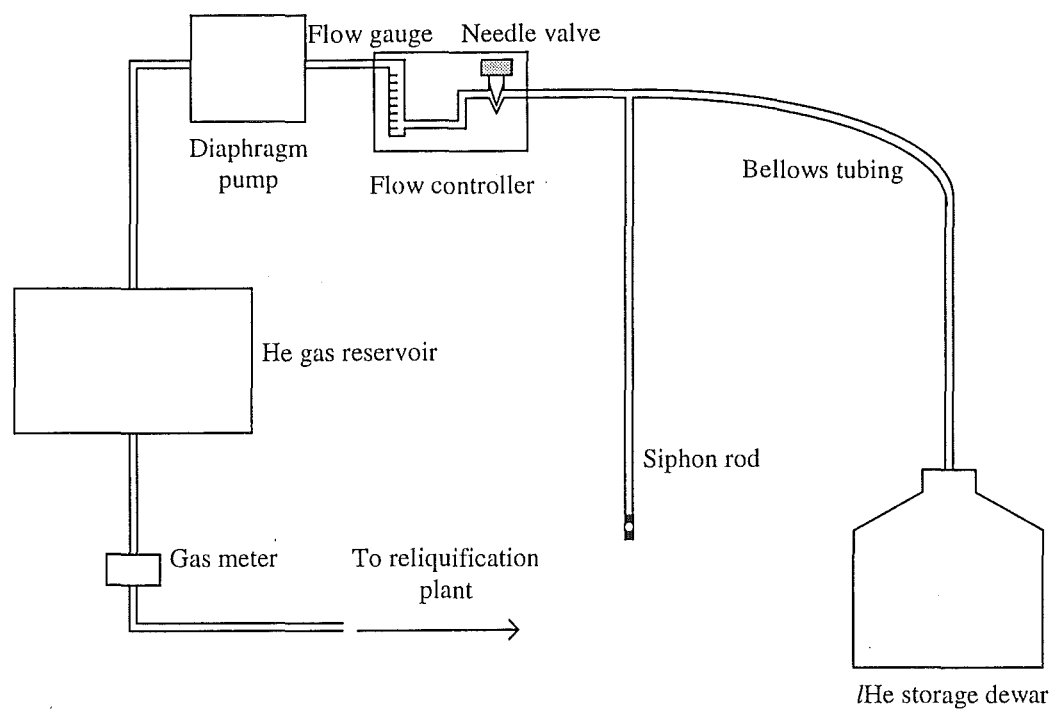 Flow gauge
Needle valve
Diaphragm
pump
Flow controller
Bellows tubing
He gas reservoir
Siphon rod
Gas meter
To reliquification
plant
lHe storage dewar